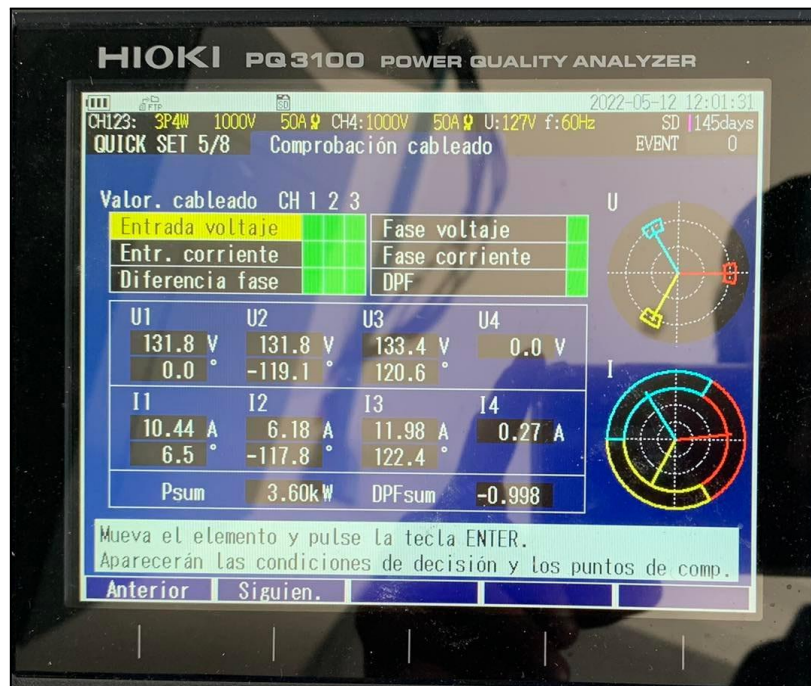 HIOKI PQ3100 POWER QUALITY ANALYZER
FTP SD 2022-05-12 12:01:31
CH123: 3P4W 1000V 50A CH4:1000V 50A U:127V f:60Hz SD 145days
QUICK SET 5/8 Comprobación cableado EVENT 0
Valor. cableado CH 1 2 3 U
Entrada voltaje Fase voltaje
Entr. corriente Fase corriente
Diferencia fase DPF
U1 U2 U3 U4
131.8 V 131.8 V 133.4 V 0.0 V
0.0 ° -119.1 ° 120.6 °
I
I1 I2 I3 I4
10.44 A 6.18 A 11.98 A 0.27 A
6.5 ° -117.8 ° 122.4 °
Psum 3.60kW DPFsum -0.998
Mueva el elemento y pulse la tecla ENTER.
Aparecerán las condiciones de decisión y los puntos de comp.
Anterior Siguien.